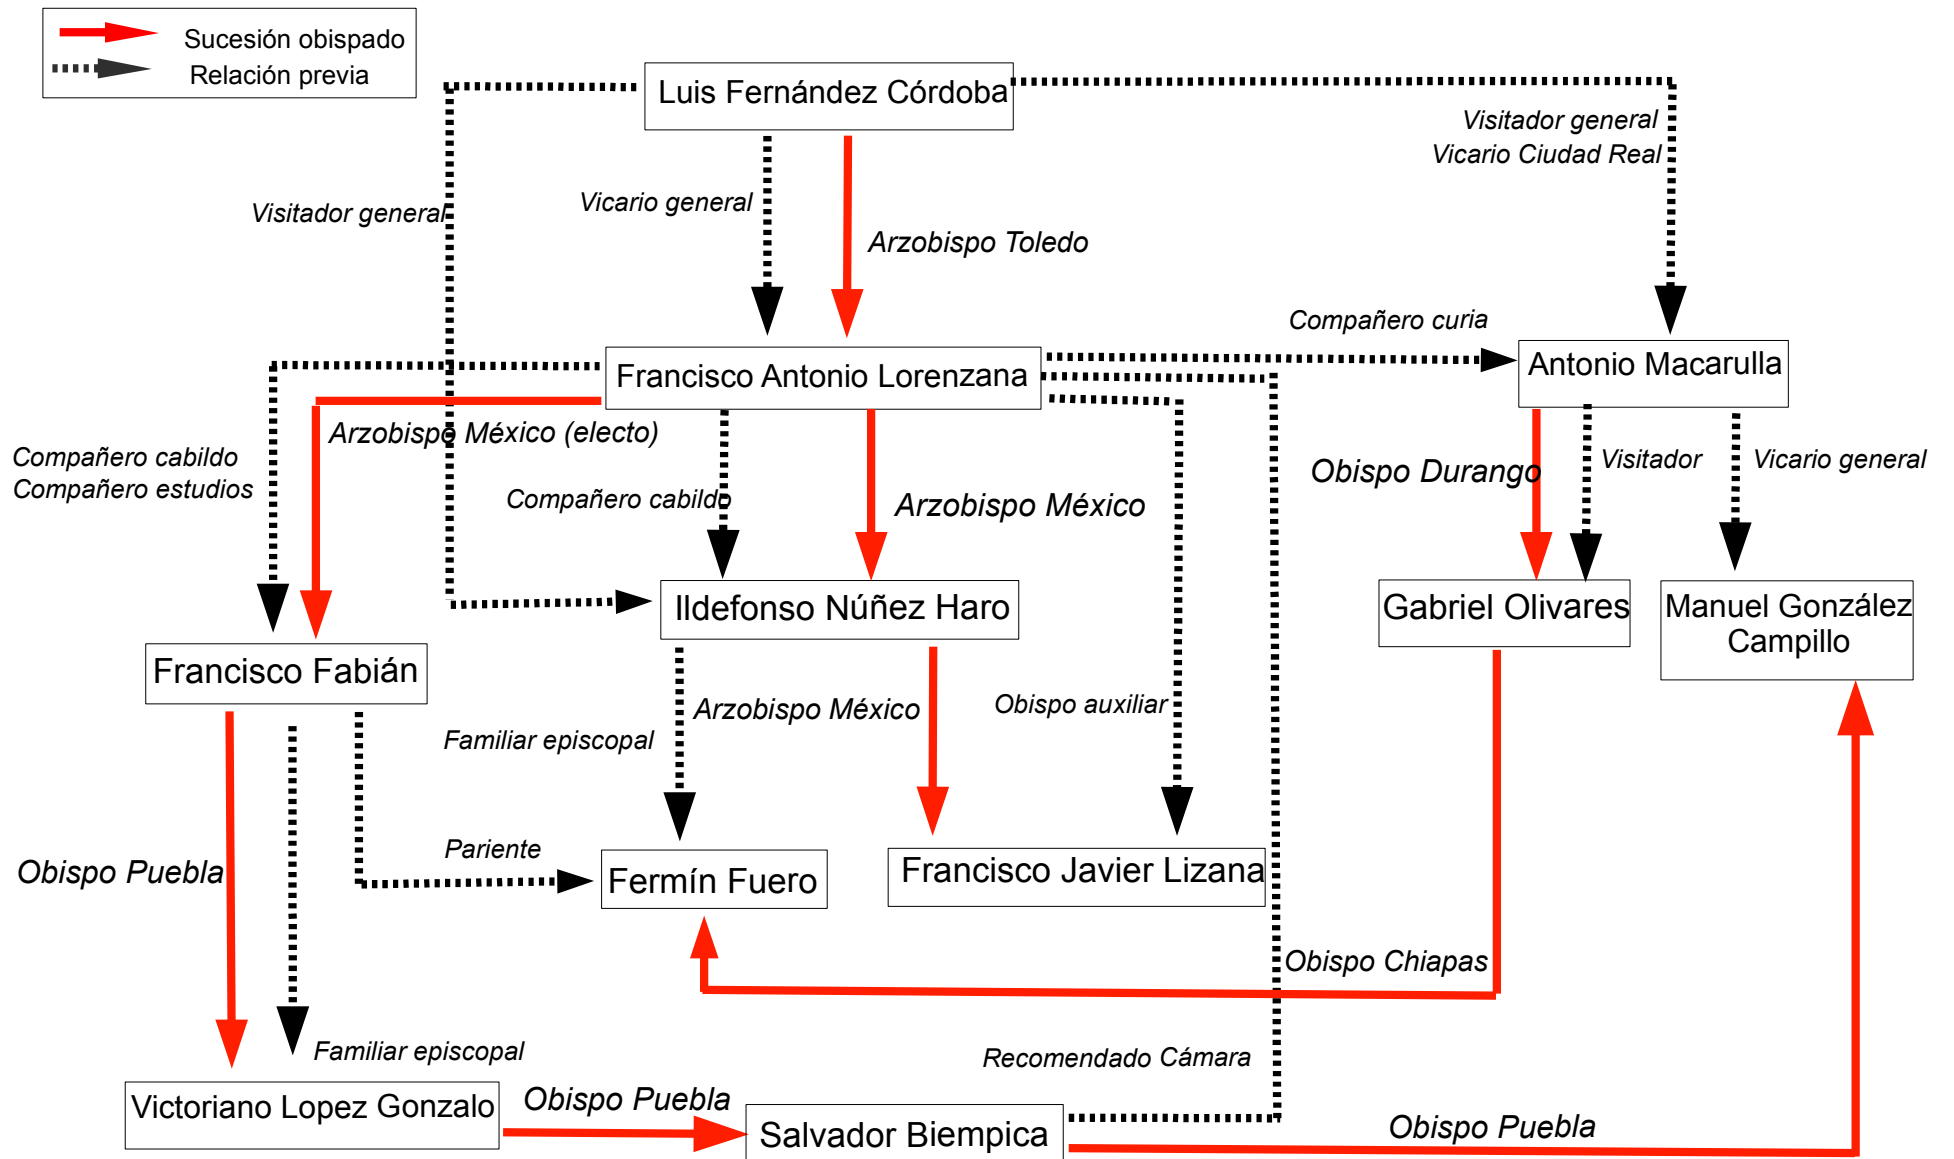 Sucesión obispado
Relación previa
Luis Fernández Córdoba
Visitador general
Vicario Ciudad Real
Visitador general
Vicario general
Arzobispo Toledo
Compañero curia
Francisco Antonio Lorenzana
Antonio Macarulla
Arzobispo México (electo)
Compañero cabildo
Compañero estudios
Compañero cabildo
Arzobispo México
Obispo Durango
Visitador
Vicario general
Ildefonso Núñez Haro
Gabriel Olivares
Manuel González
Campillo
Francisco Fabián
Familiar episcopal
Arzobispo México
Obispo auxiliar
Obispo Puebla
Pariente
Fermín Fuero
Francisco Javier Lizana
Obispo Chiapas
Familiar episcopal
Recomendado Cámara
Victoriano Lopez Gonzalo
Obispo Puebla
Salvador Biempica
Obispo Puebla